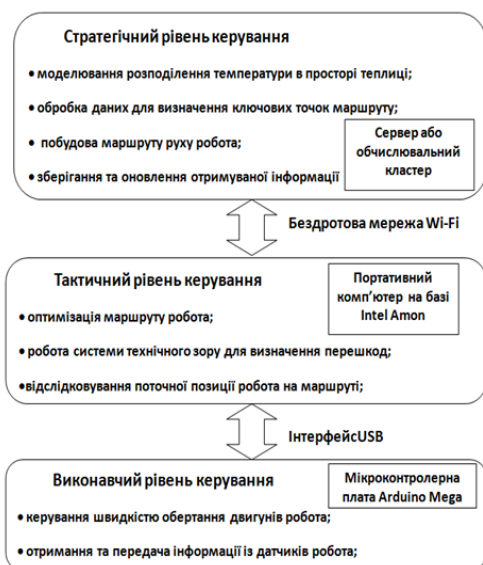 Стратегічний рівень керування
• моделювання розподілення температури в просторі теплиці;
• обробка даних для визначення ключових точок маршруту;
• побудова маршруту руху робота;
• зберігання та оновлення отримуваної інформації
Сервер або
обчислювальний
кластер
Бездротова мережа Wi-Fi
Тактичний рівень керування
• оптимізація маршруту робота;
• робота системи технічного зору для визначення перешкод;
• відслідковування поточної позиції робота на маршруті;
Портативний
комп’ютер на базі
Intel Amon
ІнтерфейсUSB
Виконавчий рівень керування
• керування швидкістю обертання двигунів робота;
• отримання та передача інформації із датчиків робота;
Мікроконтролерна
плата Arduino Mega